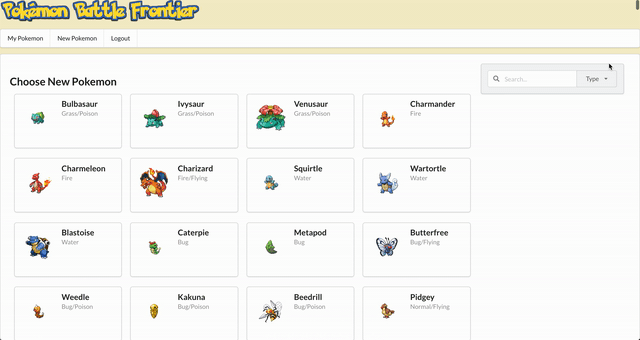 Pokémon Battle Frontier
My Pokemon New Pokemon Logout
Choose New Pokemon
Search... Type
Bulbasaur
Grass/Poison
Ivysaur
Grass/Poison
Venusaur
Grass/Poison
Charmander
Fire
Charmeleon
Fire
Charizard
Fire/Flying
Squirtle
Water
Wartortle
Water
Blastoise
Water
Caterpie
Bug
Metapod
Bug
Butterfree
Bug/Flying
Weedle
Bug/Poison
Kakuna
Bug/Poison
Beedrill
Bug/Poison
Pidgey
Normal/Flying